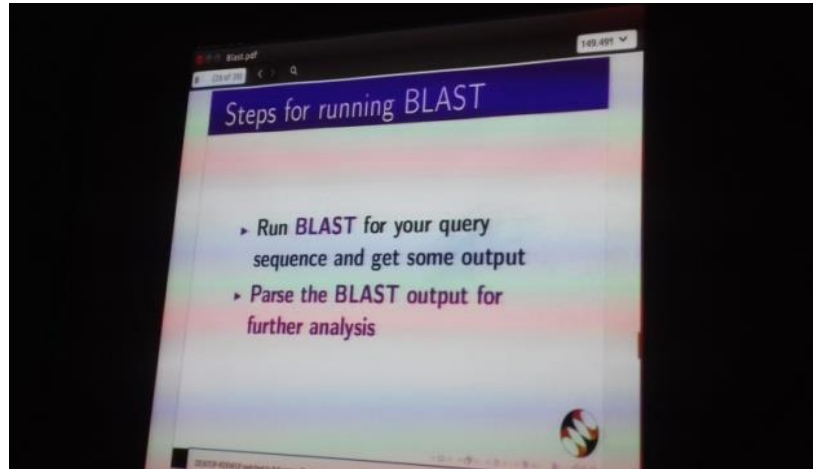 Blast.pdf
149.49%
Steps for running BLAST
▸ Run BLAST for your query
sequence and get some output
▸ Parse the BLAST output for
further analysis